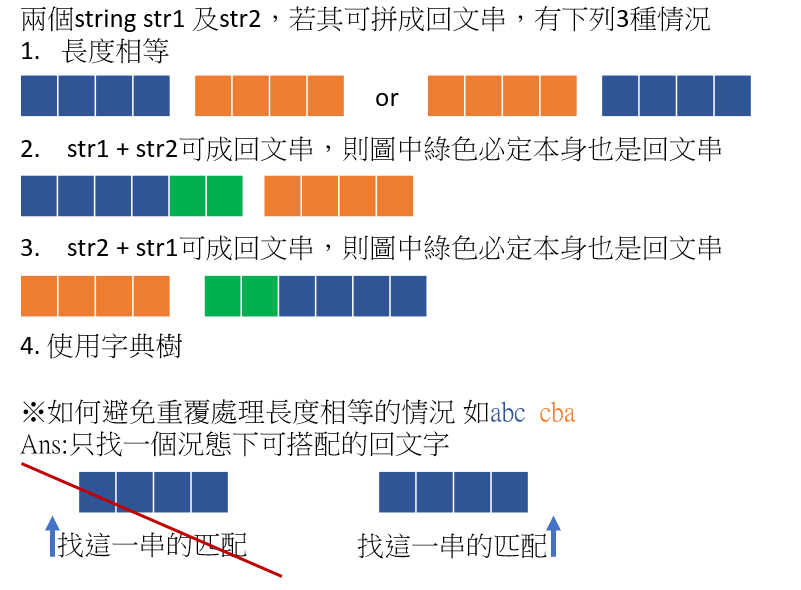 兩個string str1 及str2，若其可拼成回文串，有下列3種情況
1. 長度相等
or
2. str1 + str2可成回文串，則圖中綠色必定本身也是回文串
3. str2 + str1可成回文串，則圖中綠色必定本身也是回文串
4. 使用字典樹
※如何避免重覆處理長度相等的情況 如abc cba
Ans:只找一個況態下可搭配的回文字
找這一串的匹配 找這一串的匹配